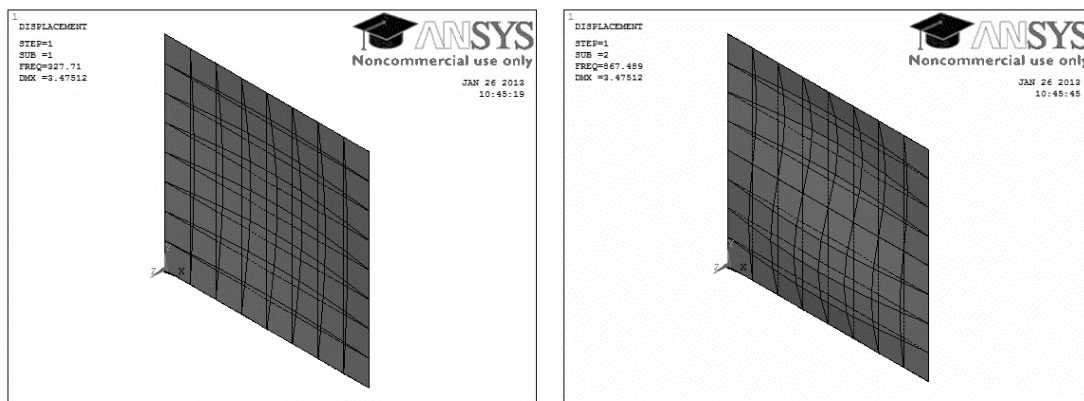 1
DISPLACEMENT
STEP=1
SUB =1
FREQ=327.71
DMX =3.47512
ANSYS
Noncommercial use only
JAN 26 2013
10:45:19
Y
Z X
1
DISPLACEMENT
STEP=1
SUB =2
FREQ=867.489
DMX =3.47512
ANSYS
Noncommercial use only
JAN 26 2013
10:45:45
Y
Z X